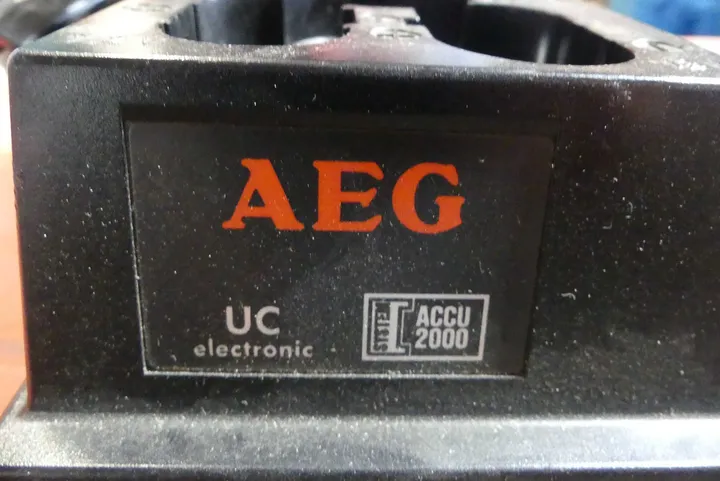 AEG
UC
electronic
ACCU
2000